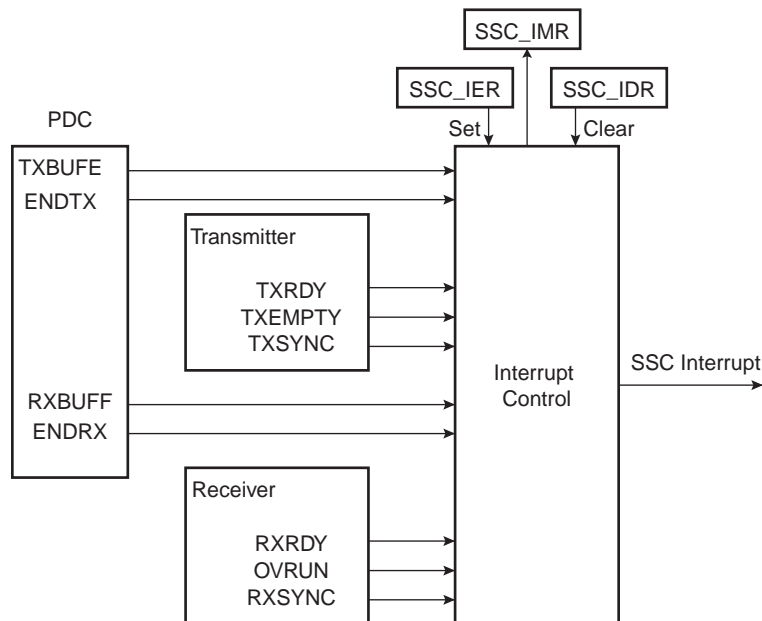 SSC_IMR
SSC_IER
SSC_IDR
PDC
Set
Clear
TXBUFE
ENDTX
Transmitter
TXRDY
TXEMPTY
TXSYNC
SSC Interrupt
Interrupt
Control
RXBUFF
ENDRX
Receiver
RXRDY
OVRUN
RXSYNC